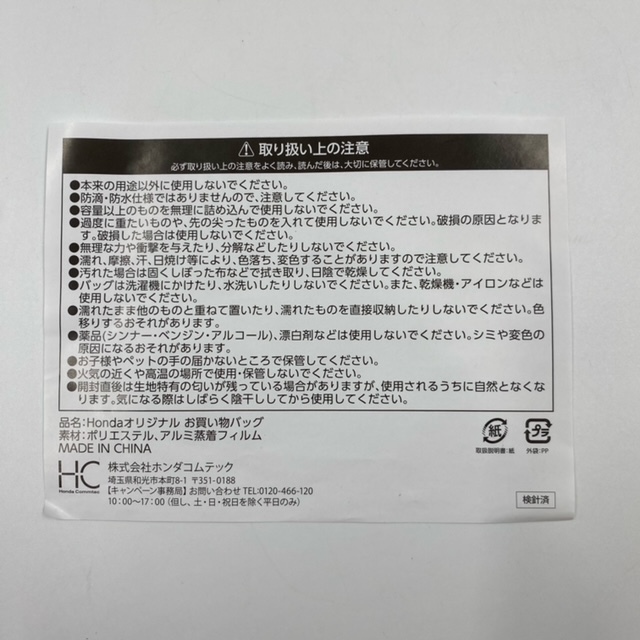 取り扱い上の注意
必ず取り扱い上の注意をよく読み、読んだ後は、大切に保管してください。
●本来の用途以外に使用しないでください。
●防滴・防水仕様ではありませんので、注意してください。
●容量以上のものを無理に詰め込んで使用しないでください。
●過度に重たいものや、先の尖ったものを入れて使用しないでください。破損の原因となりま
す。破損した場合は使用しないでください。
●無理な力や衝撃を与えたり、分解などしたりしないでください。
●濡れ、摩擦、汗、日焼け等により、色落ち、変色することがありますので注意してください。
●汚れた場合は固くしぼった布などで拭き取り、日陰で乾燥してください。
●バッグは洗濯機にかけたり、水洗いしたりしないでください。また、乾燥機・アイロンなどは
使用しないでください。
●濡れたまま他のものと重ねて置いたり、濡れたものを直接収納したりしないでください。色
移りするおそれがあります。
●薬品(シンナー・ベンジン・アルコール)、漂白剤などは使用しないでください。シミや変色の
原因になるおそれがあります。
●お子様やペットの手の届かないところで保管してください。
●火気の近くや高温の場所で使用・保管しないでください。
●開封直後は生地特有の匂いが残っている場合がありますが、使用されるうちに自然となくな
ります。気になる際はしばらく陰干ししてから使用してください。
品名:Hondaオリジナル お買い物バッグ
素材:ポリエステル、アルミ蒸着フィルム
MADE IN CHINA
紙
取扱説明書:紙
プラ
外袋:PP
HC
Honda Commtec
株式会社ホンダコムテック
埼玉県和光市本町8-1 〒351-0188
【キャンペーン事務局】お問い合わせ TEL:0120-466-120
10:00〜17:00(但し、土・日・祝日を除く平日のみ)
検針済